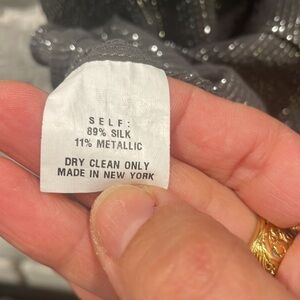 SELF:
89% SILK
11% METALLIC
DRY CLEAN ONLY
MADE IN NEW YORK